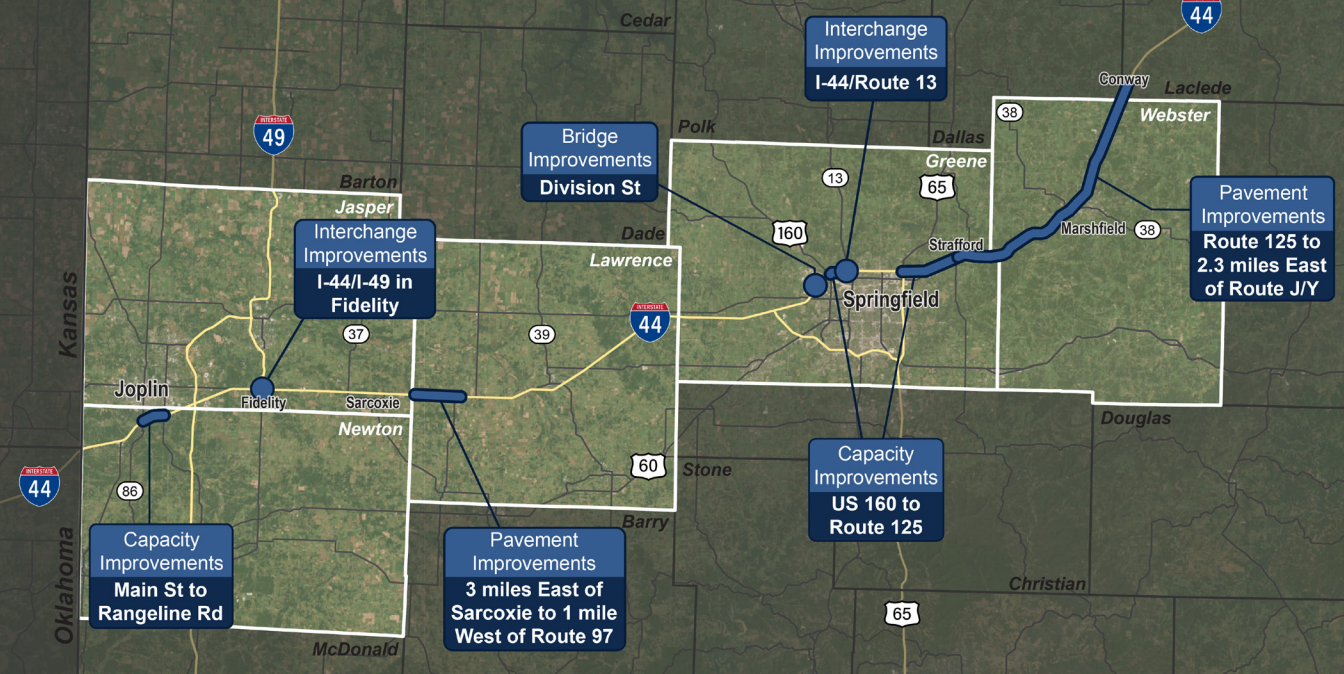 INTERSTATE
44
Cedar
Interchange
Improvements
I-44/Route 13
Conway
Laclede
38
Webster
INTERSTATE
49
Bridge
Improvements
Division St
Polk
Dallas
Greene
13
65
Barton
Jasper
Pavement
Improvements
Route 125 to
2.3 miles East
of Route J/Y
Interchange
Improvements
I-44/I-49 in
Fidelity
Dade
Lawrence
160
Strafford
Marshfield
38
Kansas
37
39
INTERSTATE
44
Springfield
Joplin
Fidelity
Sarcoxie
Newton
Douglas
INTERSTATE
44
86
60
Stone
Capacity
Improvements
US 160 to
Route 125
Barry
Oklahoma
Capacity
Improvements
Main St to
Rangeline Rd
Pavement
Improvements
3 miles East of
Sarcoxie to 1 mile
West of Route 97
Christian
65
McDonald